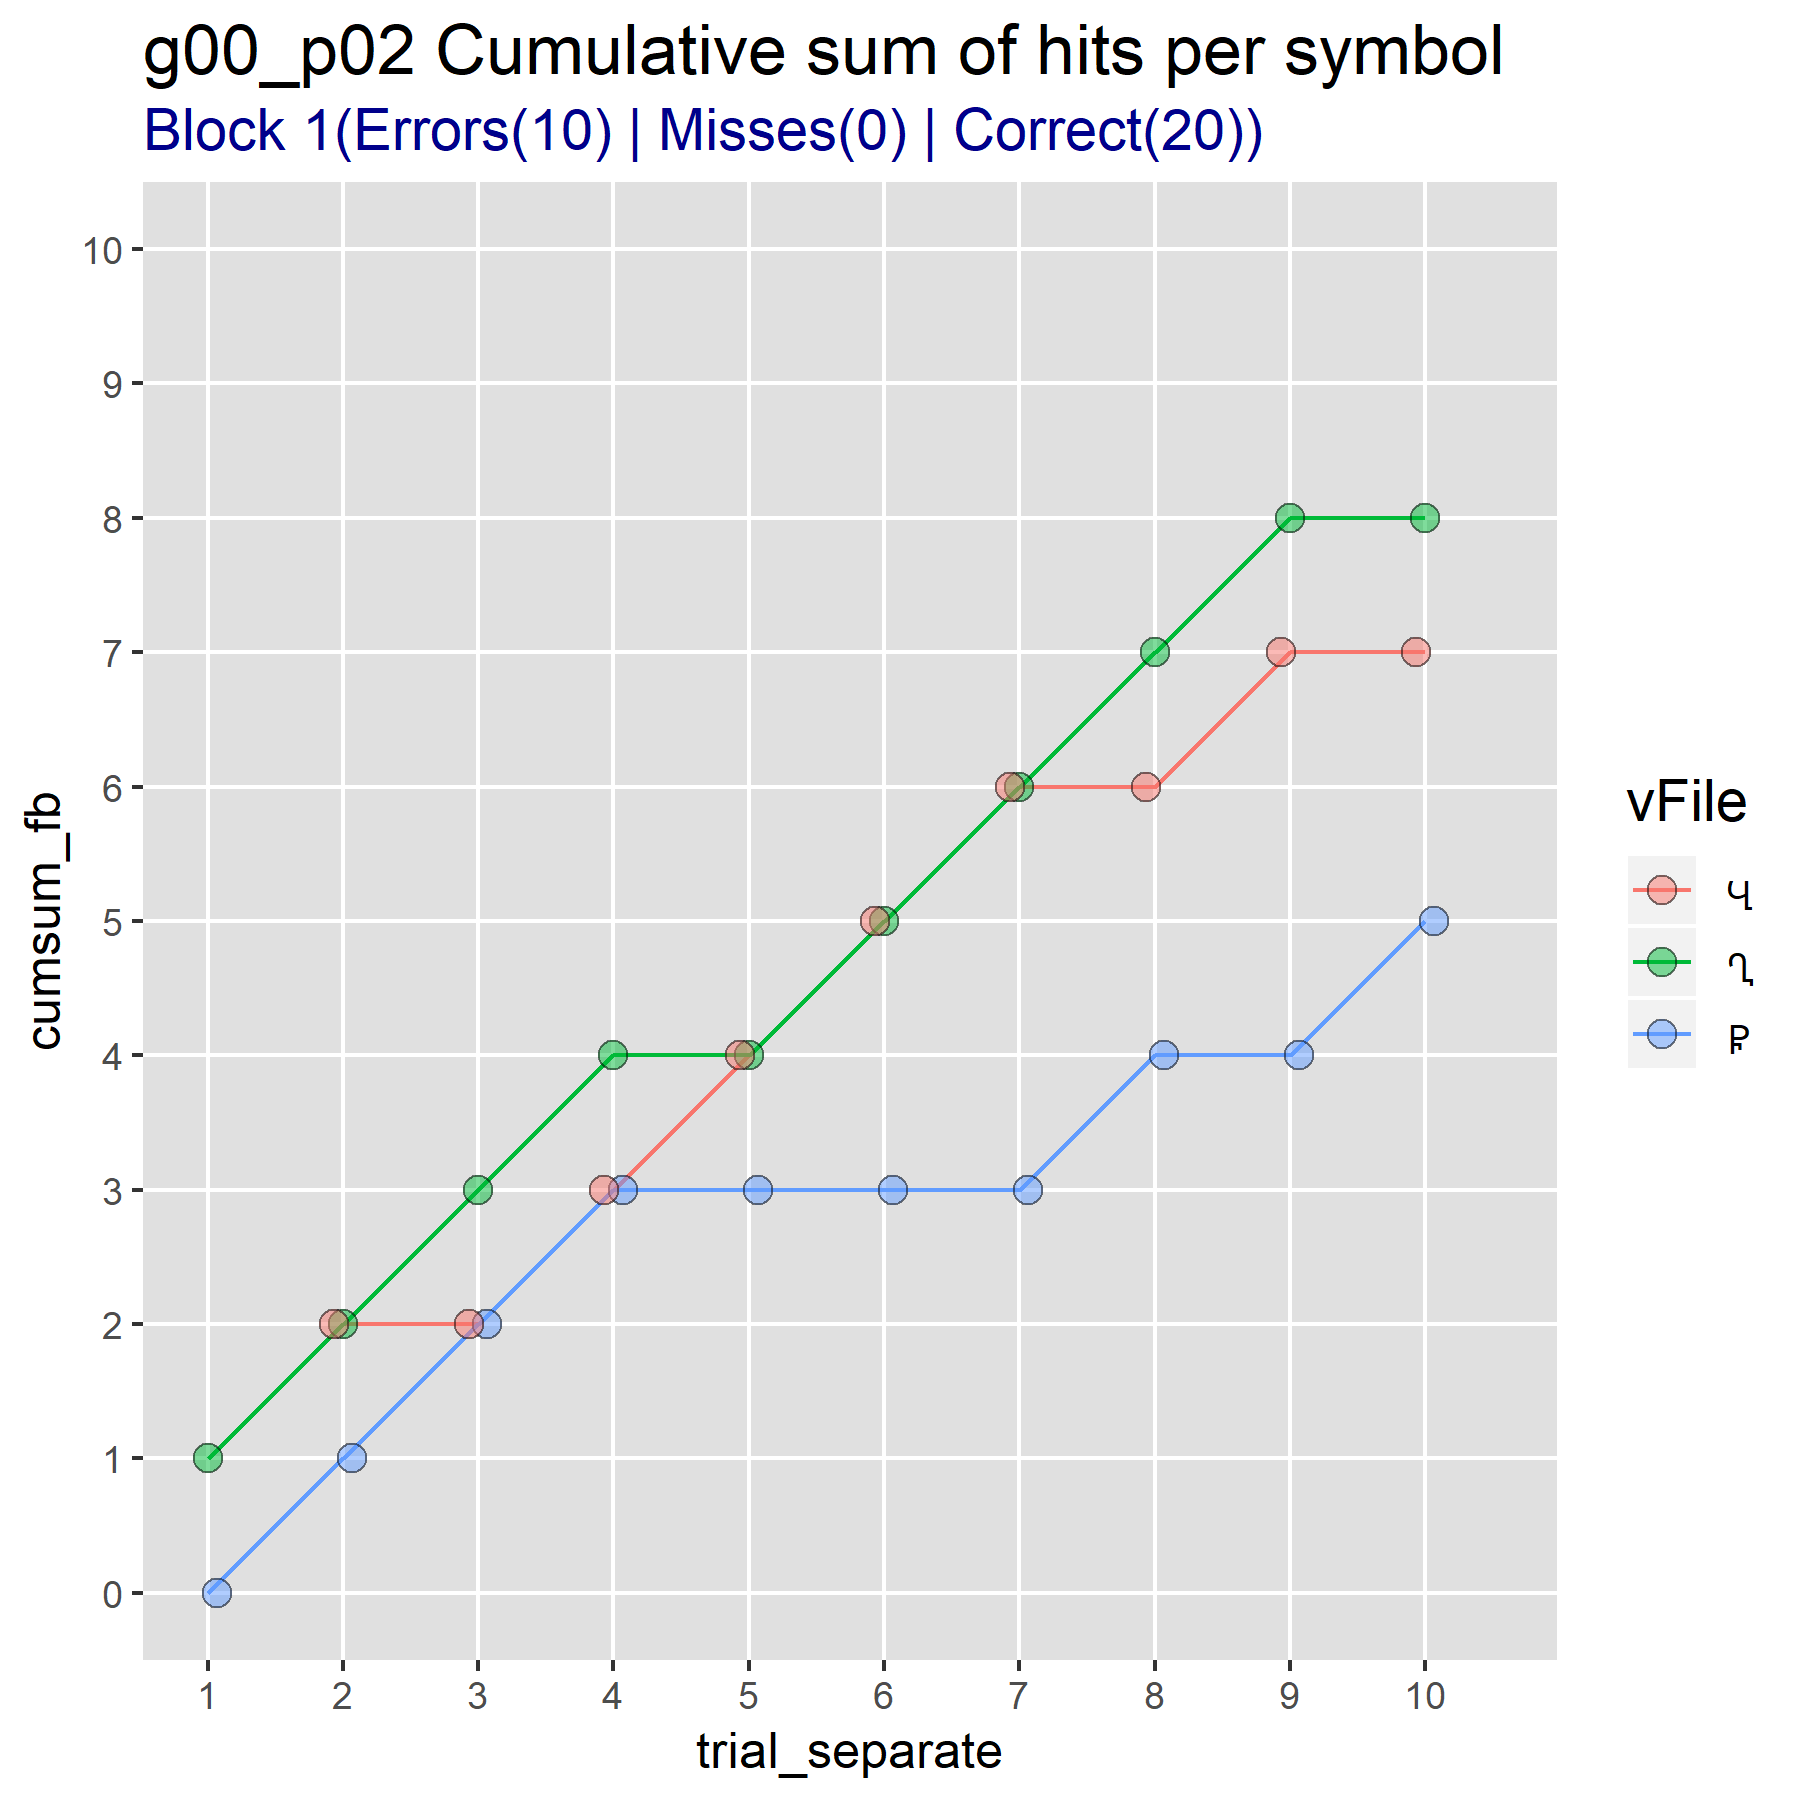 g00_p02 Cumulative sum of hits per symbol
Block 1(Errors(10) | Misses(0) | Correct(20))
10
9
8
7
6
5
4
3
2
1
0
cumsum_fb
1 2 3 4 5 6 7 8 9 10
trial_separate
vFile